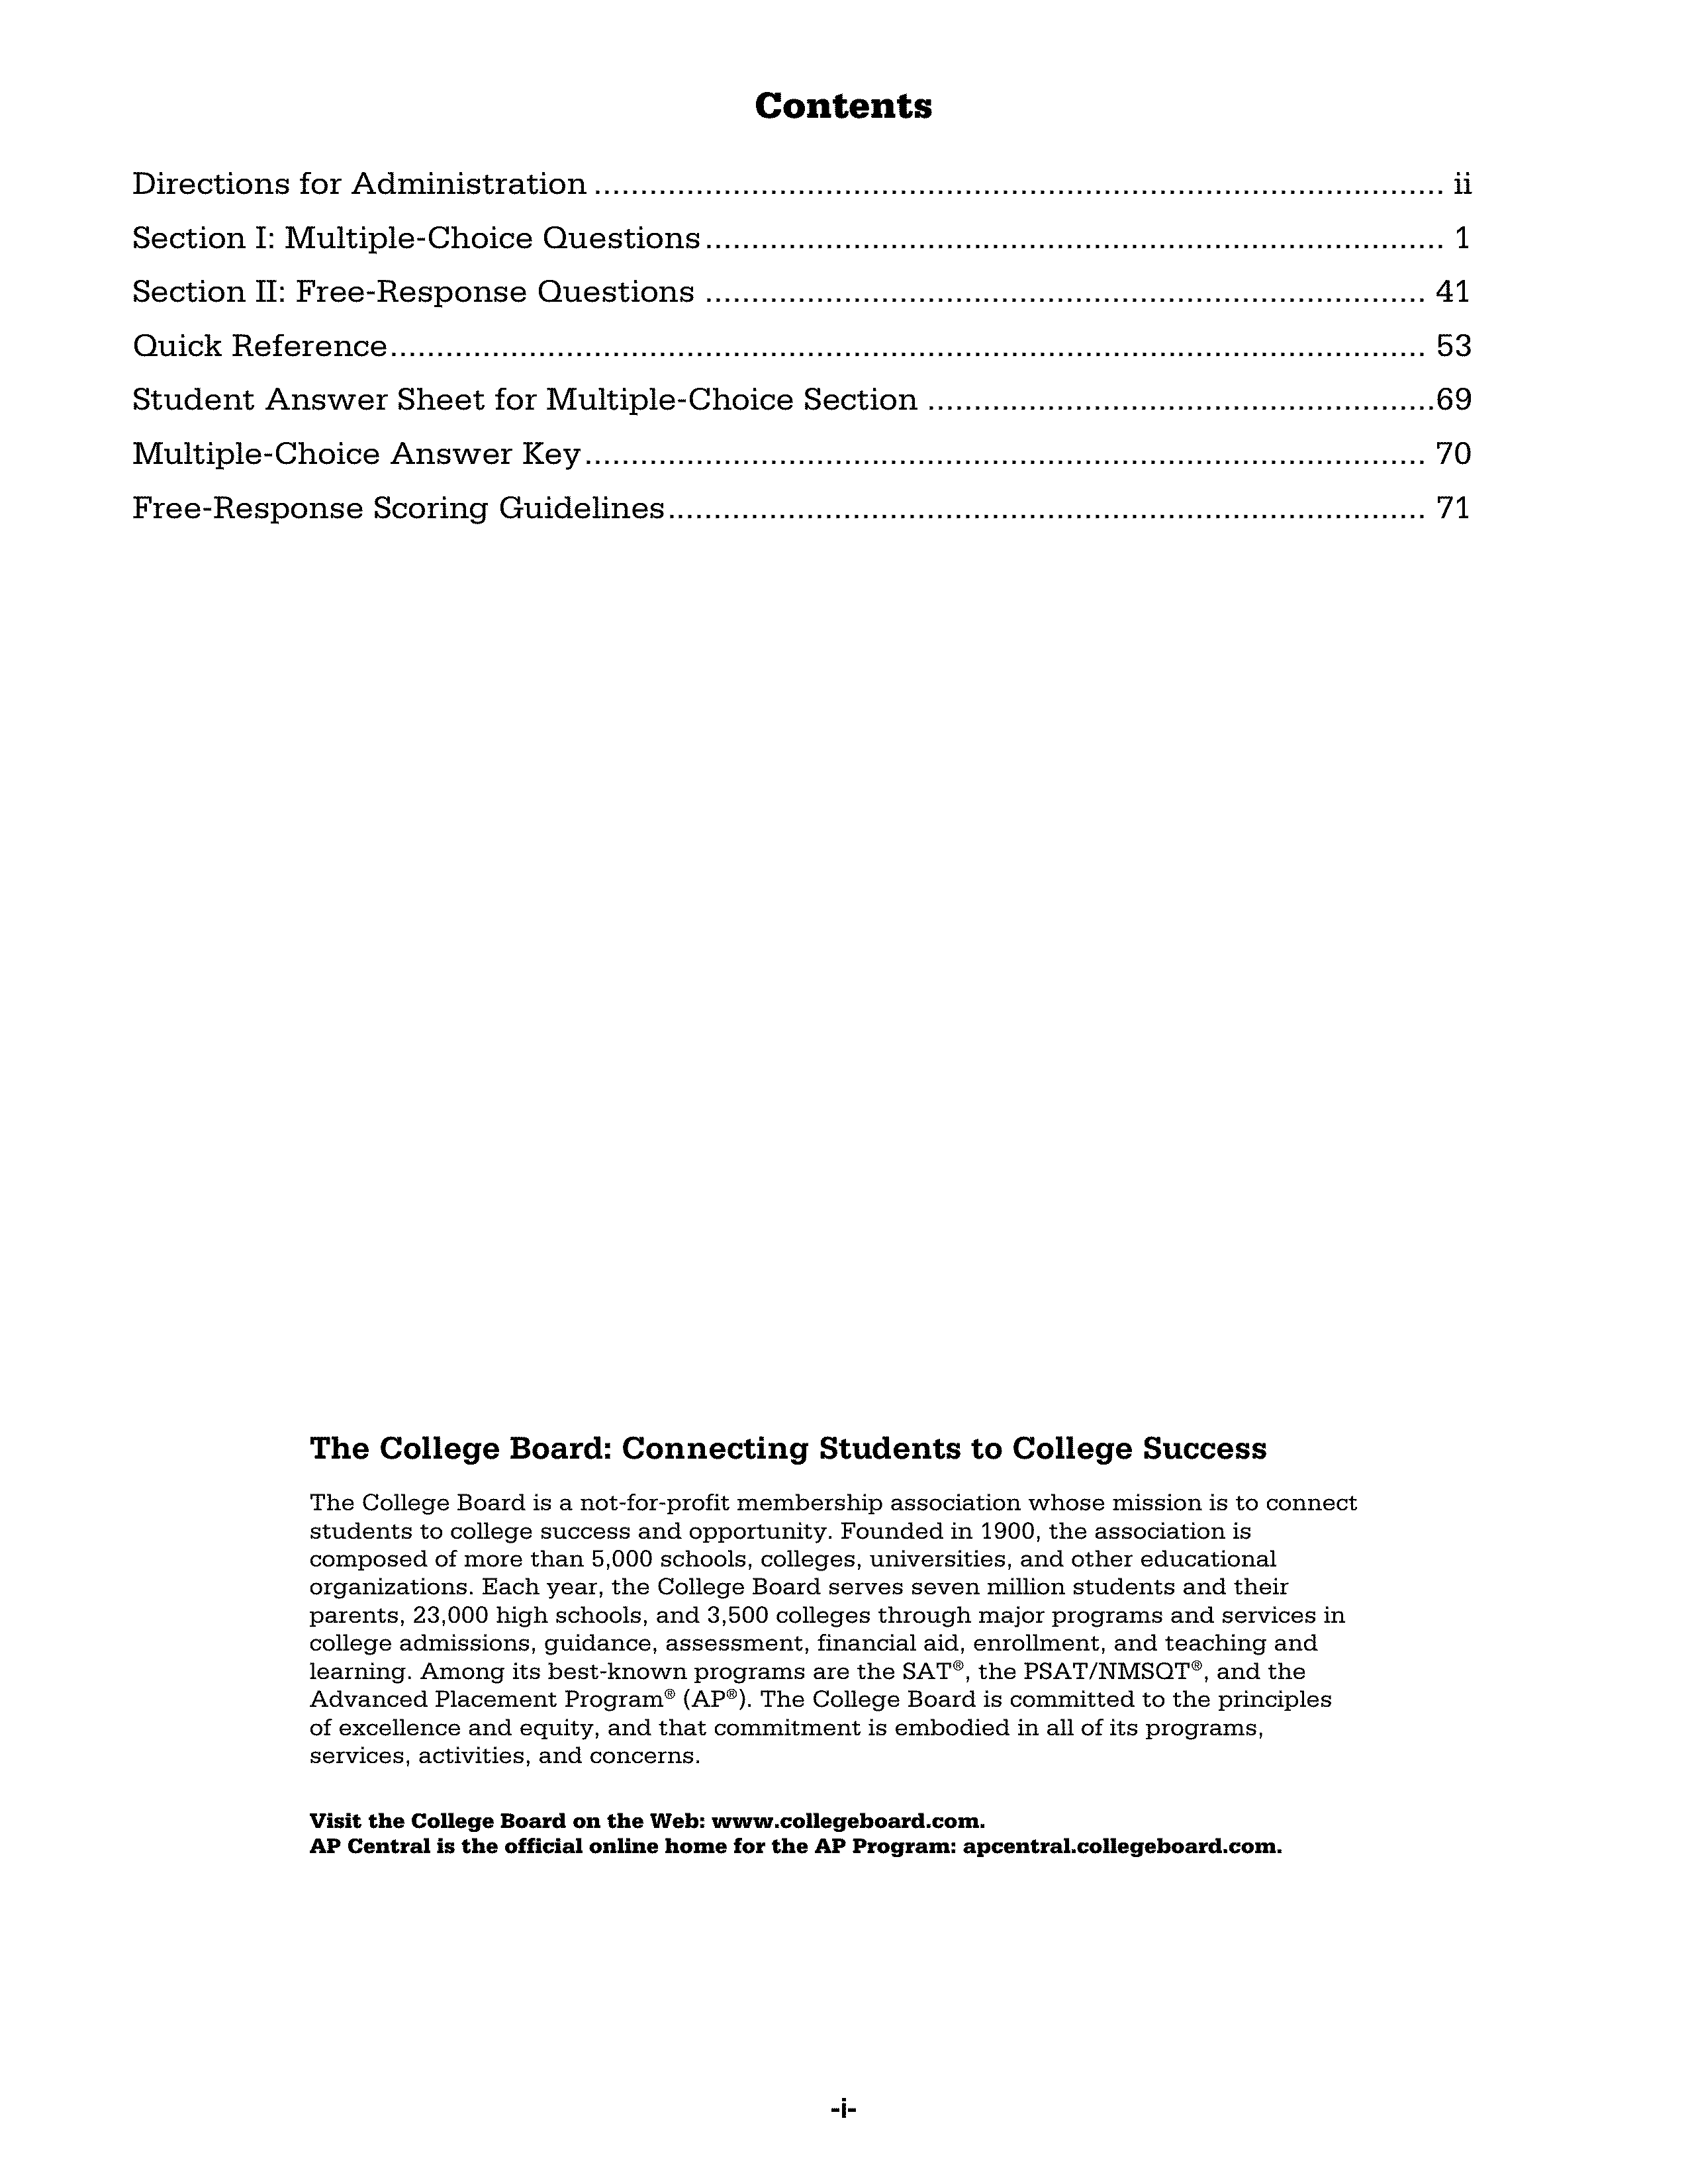 Contents
Directions for Administration ................................................................................................ ii
Section I: Multiple-Choice Questions ................................................................................... 1
Section II: Free-Response Questions ................................................................................. 41
Quick Reference .................................................................................................................... 53
Student Answer Sheet for Multiple-Choice Section ......................................................... 69
Multiple-Choice Answer Key .............................................................................................. 70
Free-Response Scoring Guidelines ..................................................................................... 71
The College Board: Connecting Students to College Success
The College Board is a not-for-profit membership association whose mission is to connect
students to college success and opportunity. Founded in 1900, the association is
composed of more than 5,000 schools, colleges, universities, and other educational
organizations. Each year, the College Board serves seven million students and their
parents, 23,000 high schools, and 3,500 colleges through major programs and services in
college admissions, guidance, assessment, financial aid, enrollment, and teaching and
learning. Among its best-known programs are the SAT®, the PSAT/NMSQT®, and the
Advanced Placement Program® (AP®). The College Board is committed to the principles
of excellence and equity, and that commitment is embodied in all of its programs,
services, activities, and concerns.
Visit the College Board on the Web: www.collegeboard.com.
AP Central is the official online home for the AP Program: apcentral.collegeboard.com.
-i-